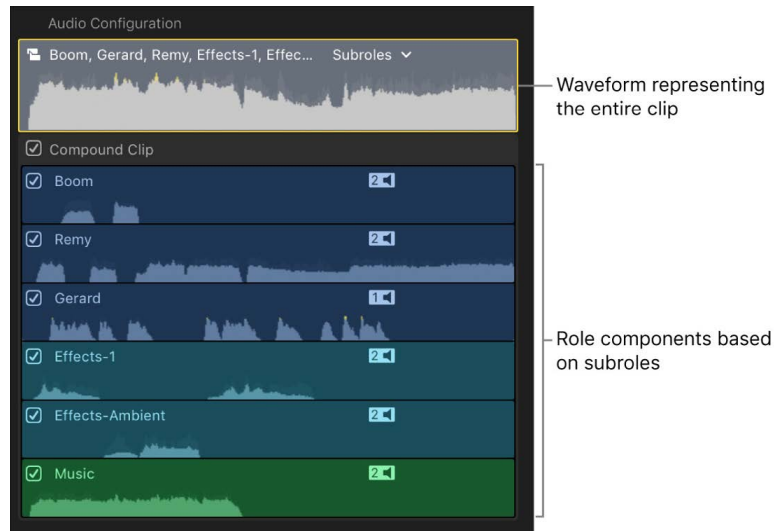 Audio Configuration
Boom, Gerard, Remy, Effects-1, Effec... Subroles
Waveform representing
the entire clip
Compound Clip
Boom 2
Remy 2
Gerard 1
Role components based
on subroles
Effects-1 2
Effects-Ambient 2
Music 2